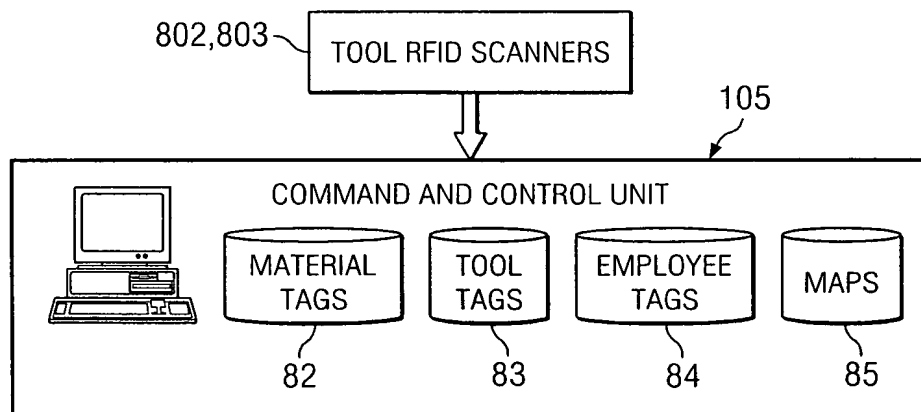 802,803
TOOL RFID SCANNERS
105
COMMAND AND CONTROL UNIT
MATERIAL
TAGS
TOOL
TAGS
EMPLOYEE
TAGS
MAPS
82
83
84
85